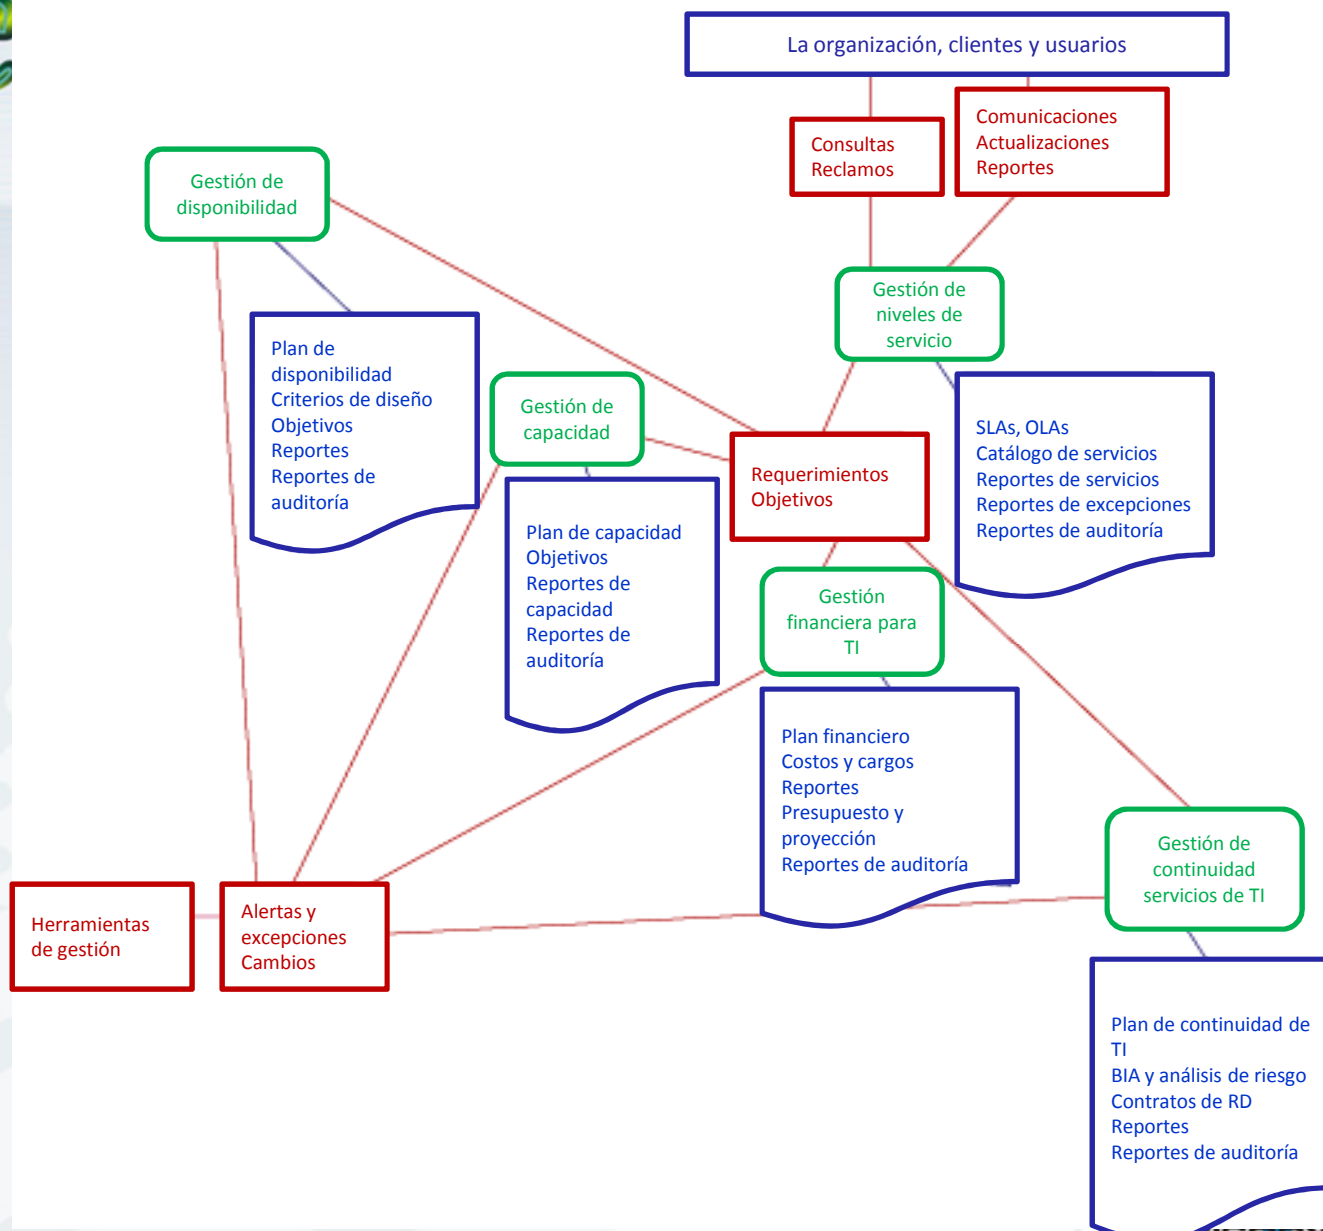 La organización, clientes y usuarios
Consultas
Reclamos
Comunicaciones
Actualizaciones
Reportes
Gestión de
disponibilidad
Gestión de
niveles de
servicio
Plan de
disponibilidad
Criterios de diseño
Objetivos
Reportes
Reportes de
auditoría
Gestión de
capacidad
Requerimientos
Objetivos
SLAs, OLAs
Catálogo de servicios
Reportes de servicios
Reportes de excepciones
Reportes de auditoría
Plan de capacidad
Objetivos
Reportes de
capacidad
Reportes de
auditoría
Gestión
financiera para
TI
Plan financiero
Costos y cargos
Reportes
Presupuesto y
proyección
Reportes de auditoría
Gestión de
continuidad
servicios de TI
Herramientas
de gestión
Alertas y
excepciones
Cambios
Plan de continuidad de
TI
BIA y análisis de riesgo
Contratos de RD
Reportes
Reportes de auditoría